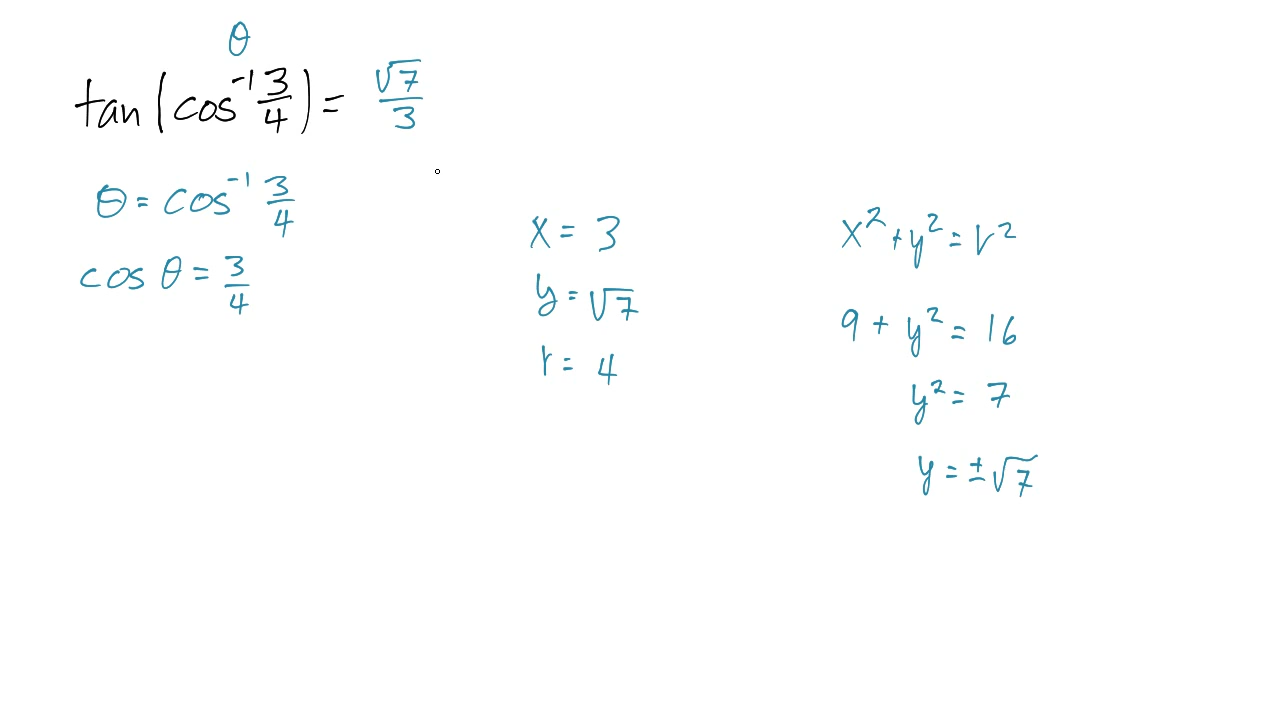 θ
tan(cos⁻¹ 3/4) = √7/3
θ = cos⁻¹ 3/4
cos θ = 3/4
x = 3
y = √7
r = 4
x² + y² = r²
9 + y² = 16
y² = 7
y = ±√7